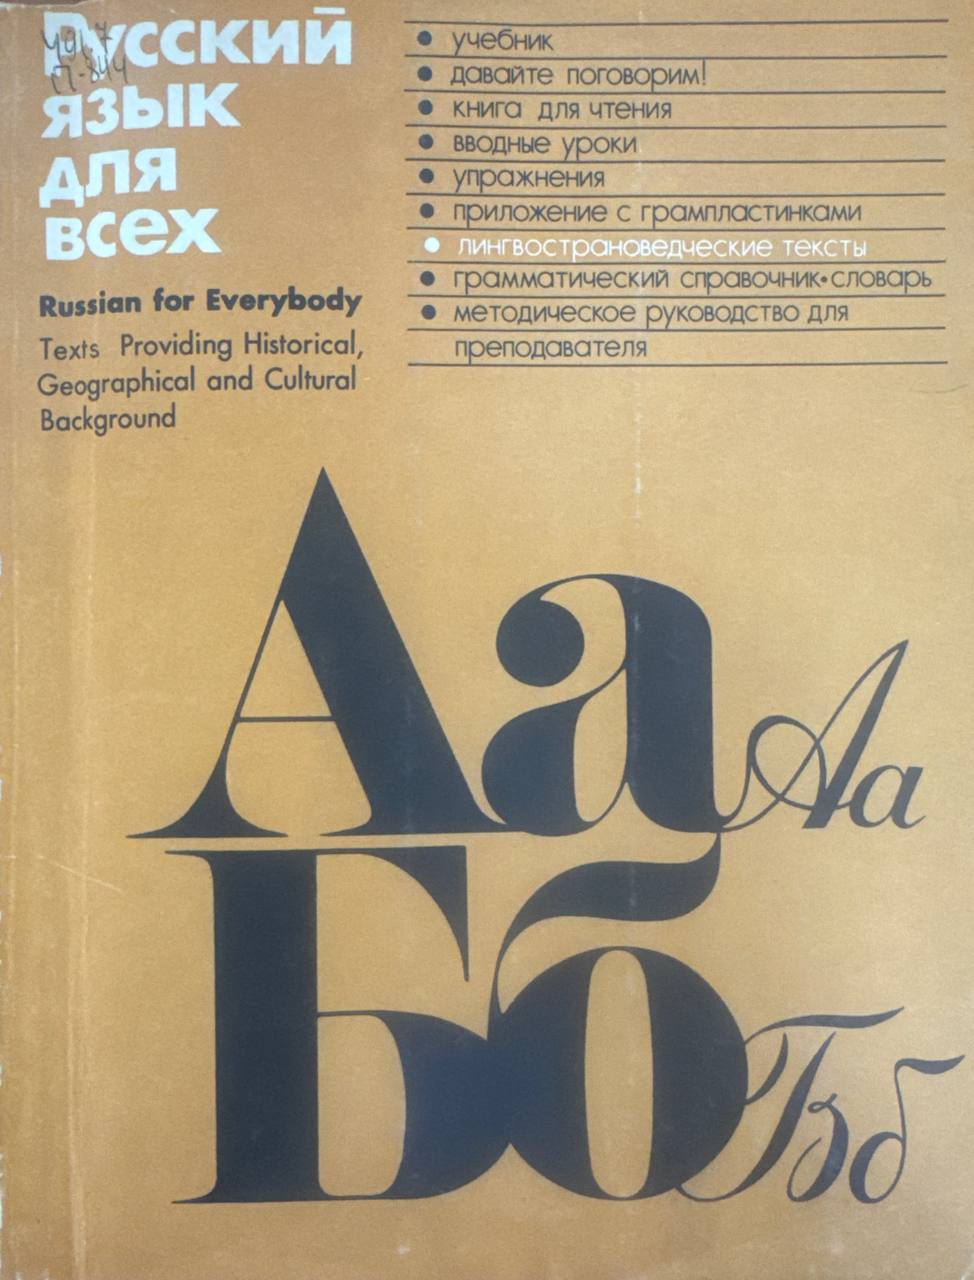 Русский
язык
для
всех
Russian for Everybody
Texts Providing Historical,
Geographical and Cultural
Background
• учебник
• давайте поговорим!
• книга для чтения
• вводные уроки
• упражнения
• приложение с грампластинками
• лингвострановедческие тексты
• грамматический справочник•словарь
• методическое руководство для
преподавателя
Аа Аа
Бб Бб